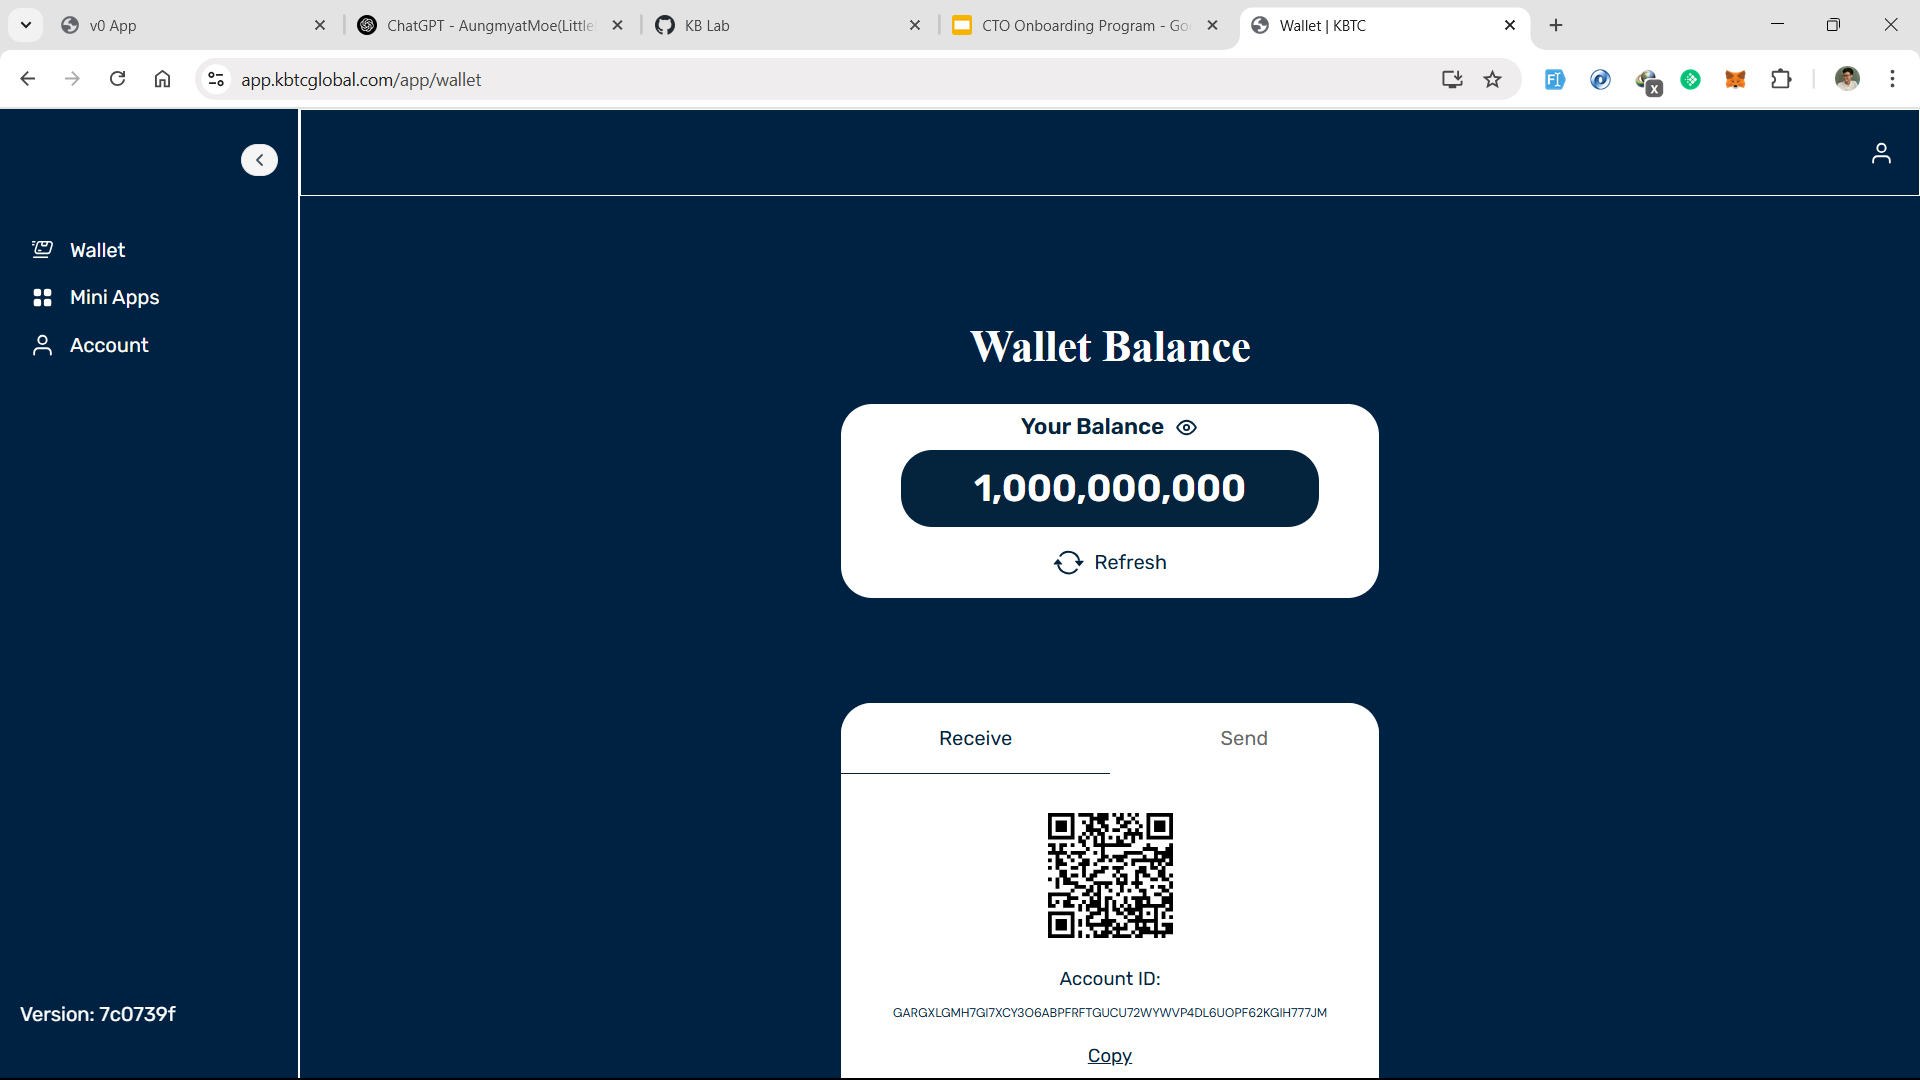 v0 App
ChatGPT - AungmyatMoe(Little
KB Lab
CTO Onboarding Program - Go
Wallet | KBTC
app.kbtcglobal.com/app/wallet
Wallet
Mini Apps
Account
Wallet Balance
Your Balance
1,000,000,000
Refresh
Receive
Send
Account ID:
GARGXLGMH7GI7XCY3O6ABPFRFTGUCU72WYWVP4DL6UOPF62KGIH777JM
Copy
Version: 7c0739f